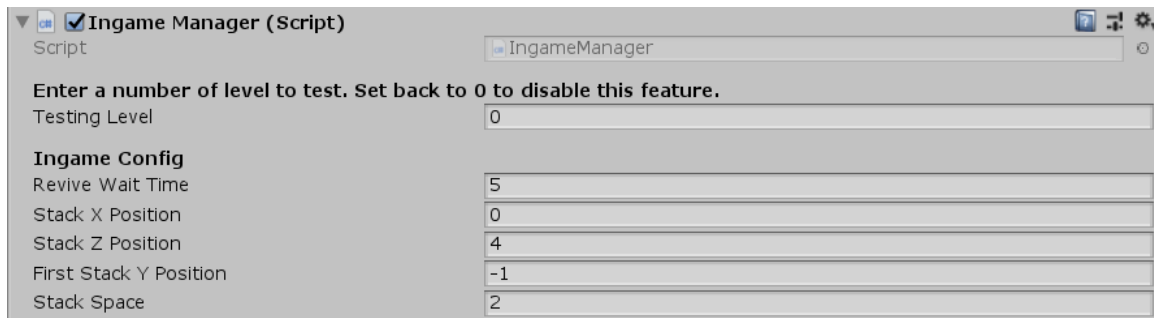 Ingame Manager (Script)
Script IngameManager
Enter a number of level to test. Set back to 0 to disable this feature.
Testing Level 0
Ingame Config
Revive Wait Time 5
Stack X Position 0
Stack Z Position 4
First Stack Y Position -1
Stack Space 2